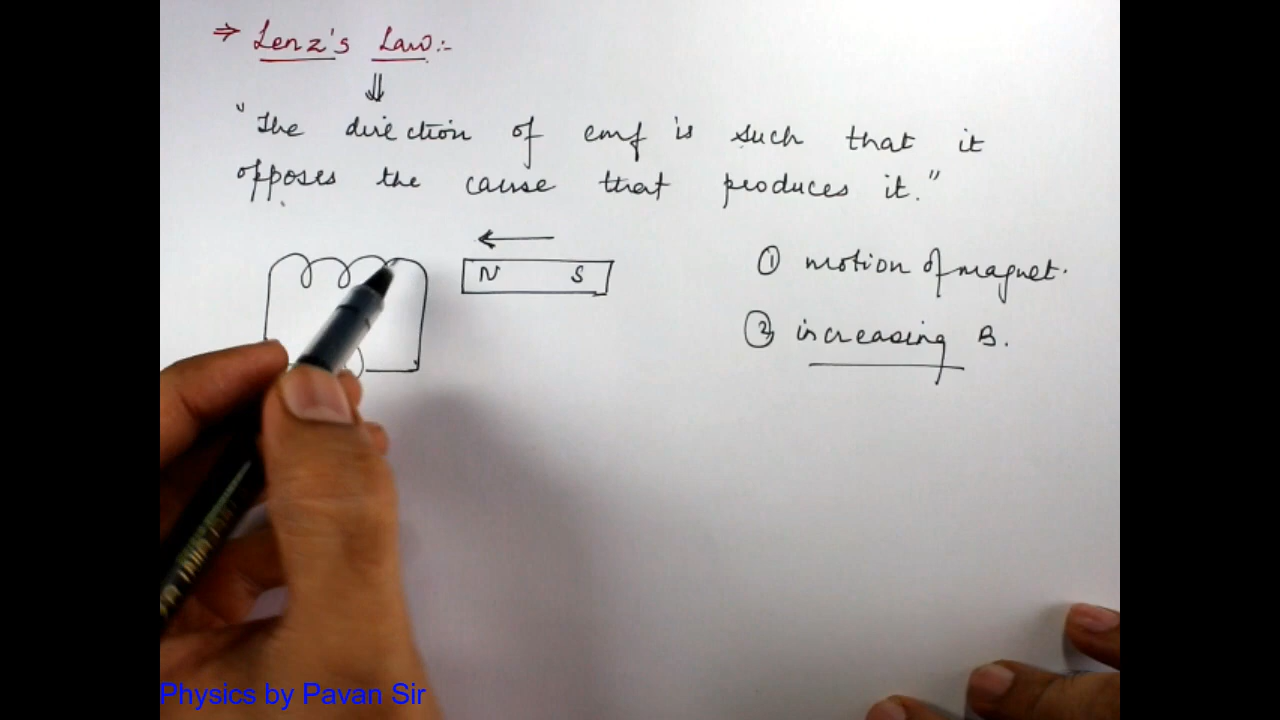 ⇒ Lenz's Law:-
⇓
"The direction of emf is such that it
opposes the cause that produces it."
←
N S
① motion of magnet.
② increasing B.
Physics by Pavan Sir